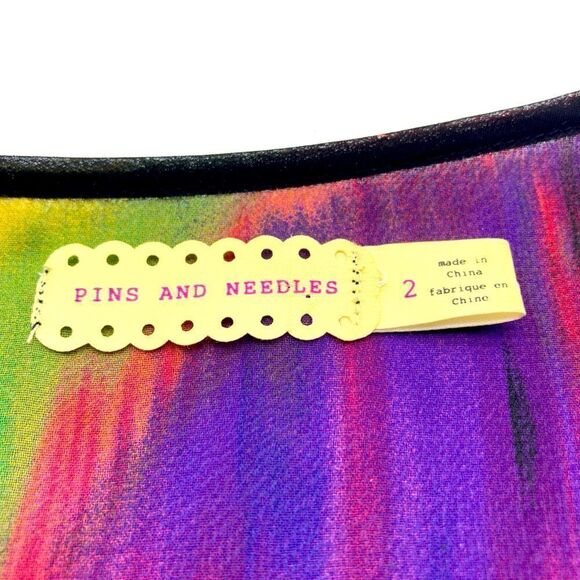 PINS AND NEEDLES
2
made in
China
fabrique en
Chine